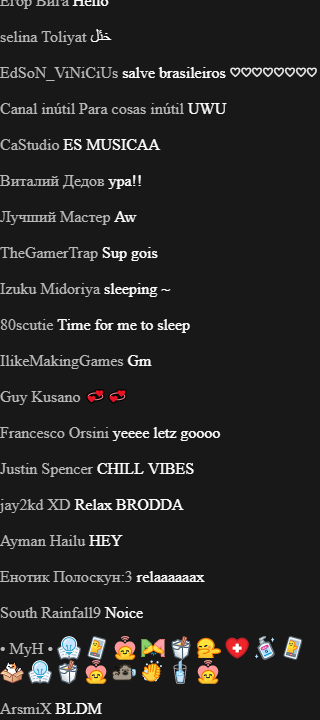 Егор Вига Hello
selina Toliyat
EdSoN_ViNiCiUs salve brasileiros ♡♡♡♡♡♡♡♡
Canal inútil Para cosas inútil UWU
CaStudio ES MUSICAA
Виталий Дедов ура!!
Лучший Мастер Aw
TheGamerTrap Sup gois
Izuku Midoriya sleeping ~
80scutie Time for me to sleep
IlikeMakingGames Gm
Guy Kusano 💞 💞
Francesco Orsini yeeee letz goooo
Justin Spencer CHILL VIBES
jay2kd XD Relax BRODDA
Ayman Hailu HEY
Енотик Полоскун:3 relaaaaaax
South Rainfall9 Noice
• MyH •
ArsmiX BLDM